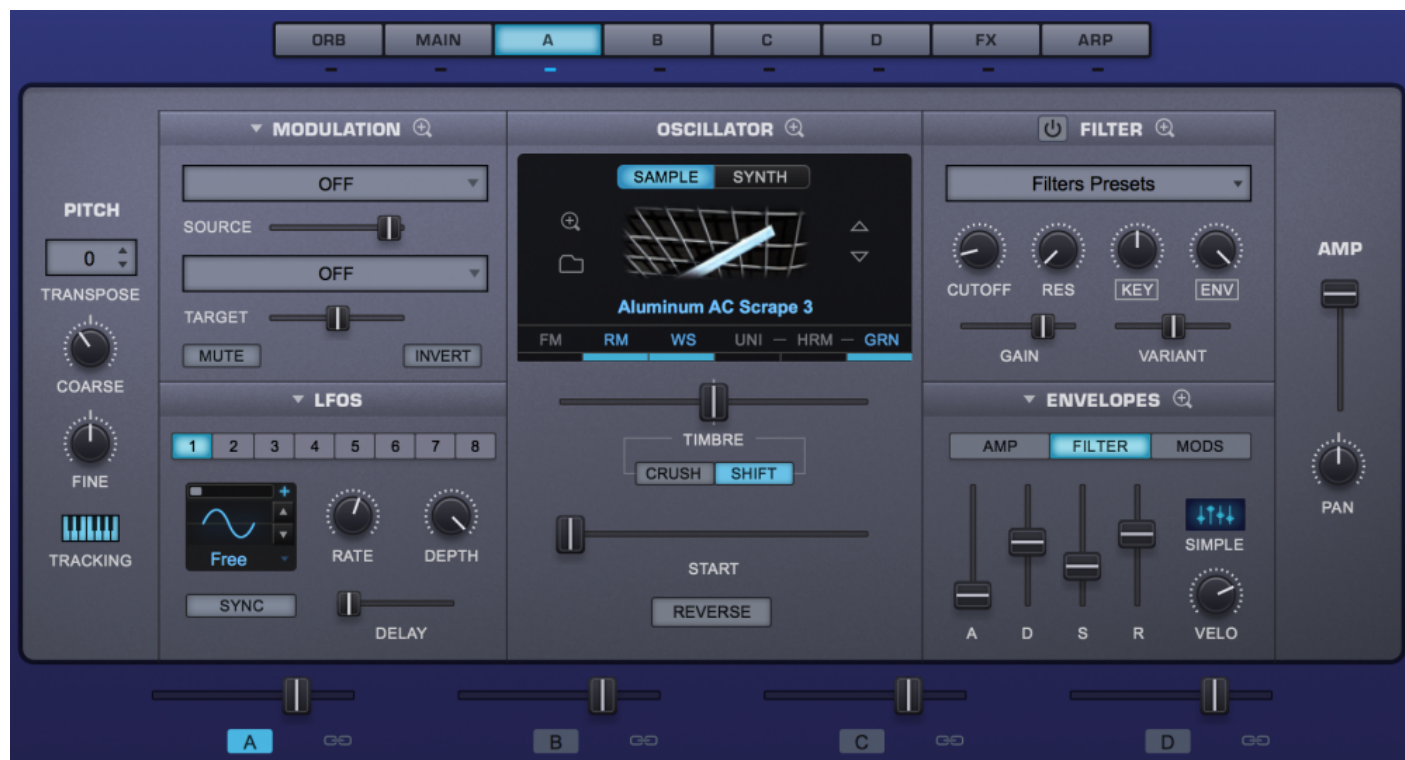 ORB MAIN A B C D FX ARP
MODULATION OSCILLATOR FILTER
OFF SAMPLE SYNTH Filters Presets
PITCH
SOURCE
0
OFF
AMP
TRANSPOSE
CUTOFF RES KEY ENV
TARGET
Aluminum AC Scrape 3
FM RM WS UNI — HRM — GRN
MUTE INVERT
GAIN VARIANT
COARSE
LFOS
ENVELOPES
1 2 3 4 5 6 7 8
TIMBRE
AMP FILTER MODS
CRUSH SHIFT
FINE
PAN
Free
RATE DEPTH
SIMPLE
TRACKING
START
SYNC
REVERSE
DELAY
A D S R VELO
A B C D